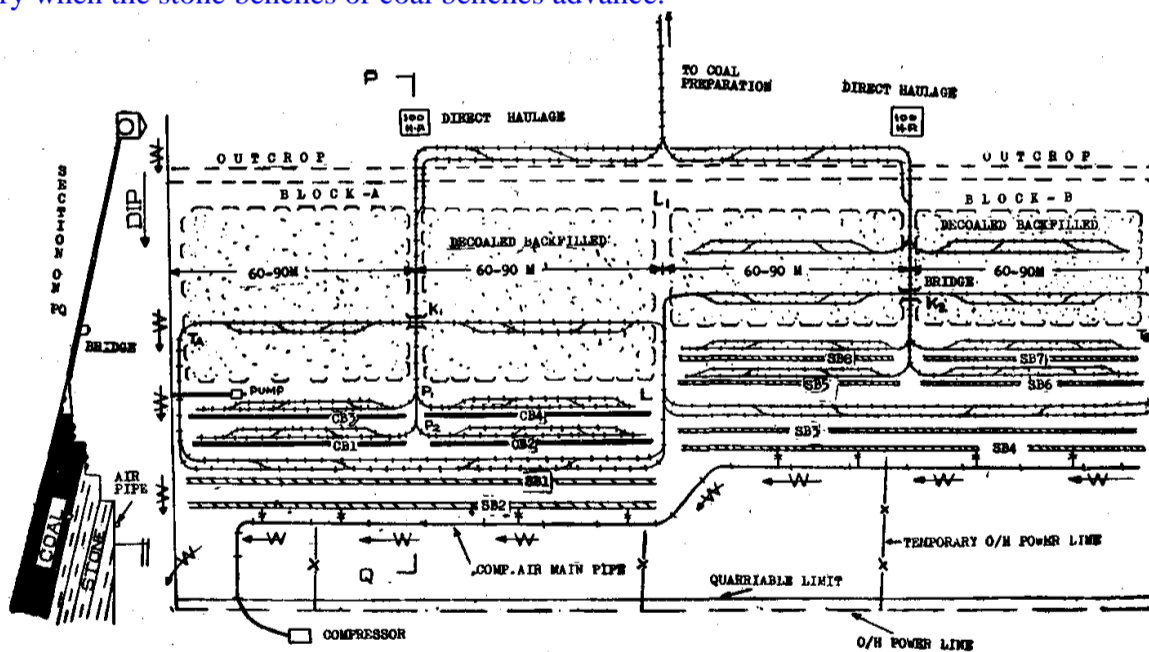 ry when the stone benches or coal benches advance.
P
TO COAL
PREPARATION
DIRECT HAULAGE
100
H.P.
DIRECT HAULAGE
100
H.P.
SECTION ON PQ
W
DIP
OUTCROP
OUTCROP
BLOCK-A
L1
BLOCK-B
DECOALED BACKFILLED
DECOALED BACKFILLED
60-90M
60-90 M
60-90 M
60-90M
BRIDGE
K1
K2
W
BRIDGE
TA
SB8
SB7
PUMP
P1
L
SB5
SB6
W
CB3
CB4
P2
CB1
CB2
SB3
SB4
AIR
PIPE
SB1
W
W
W
W
W
W
SB2
COAL
STONE
W
W
W
W
TEMPORARY O/H POWER LINE
Q
COMP. AIR MAIN PIPE
QUARRIABLE LIMIT
COMPRESSOR
O/H POWER LINE